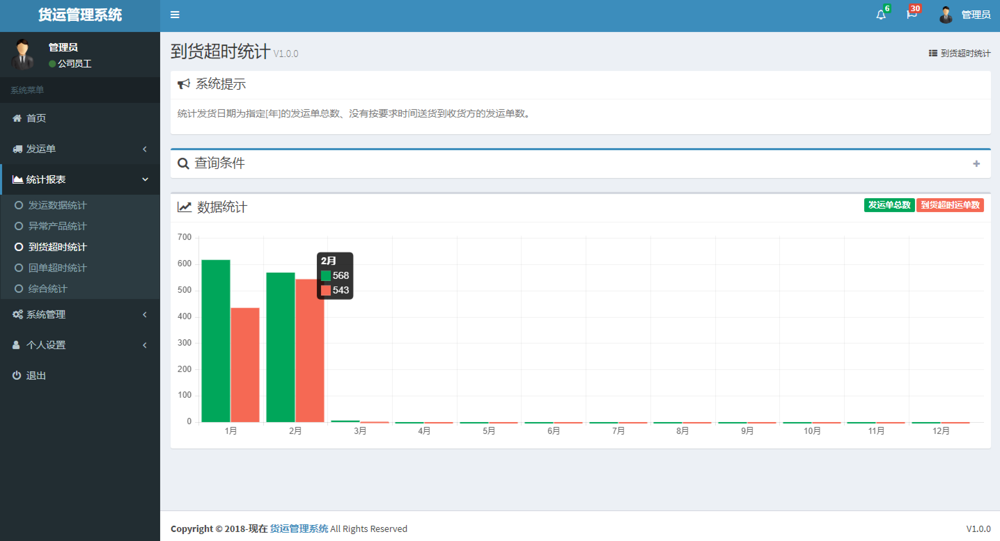 货运管理系统
6
30
管理员
管理员
公司员工
系统菜单
首页
发运单
统计报表
发运数据统计
异常产品统计
到货超时统计
回单超时统计
综合统计
系统管理
个人设置
退出
到货超时统计 V1.0.0
到货超时统计
系统提示
统计发货日期为指定[年]的发运单总数、没有按要求时间送货到收货方的发运单数。
查询条件
数据统计
发运单总数 到货超时运单数
700
600
500
400
300
200
100
0
2月
568
543
1月 2月 3月 4月 5月 6月 7月 8月 9月 10月 11月 12月
Copyright © 2018-现在 货运管理系统 All Rights Reserved
V1.0.0